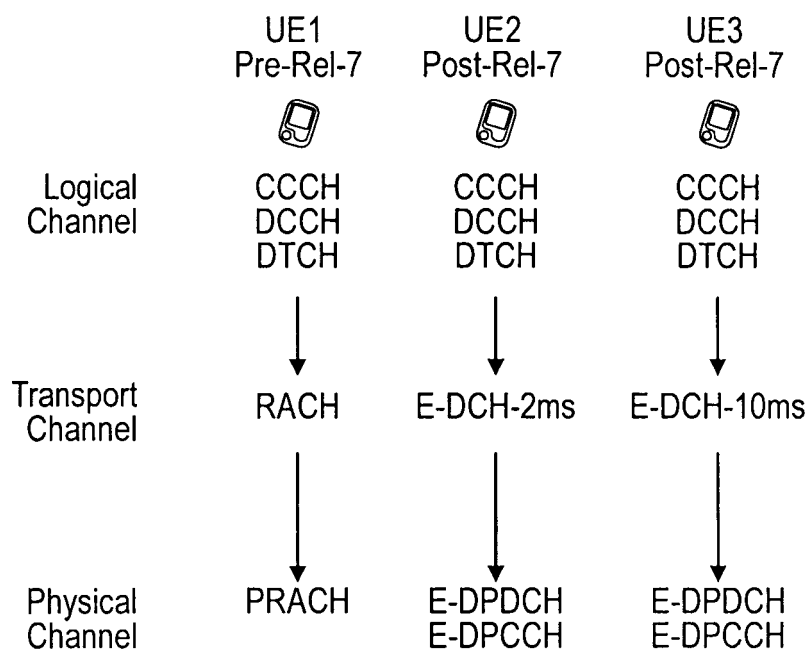 UE1 UE2 UE3
Pre-Rel-7 Post-Rel-7 Post-Rel-7
Logical CCCH CCCH CCCH
Channel DCCH DCCH DCCH
DTCH DTCH DTCH
Transport RACH E-DCH-2ms E-DCH-10ms
Channel
Physical PRACH E-DPDCH E-DPDCH
Channel E-DPCCH E-DPCCH